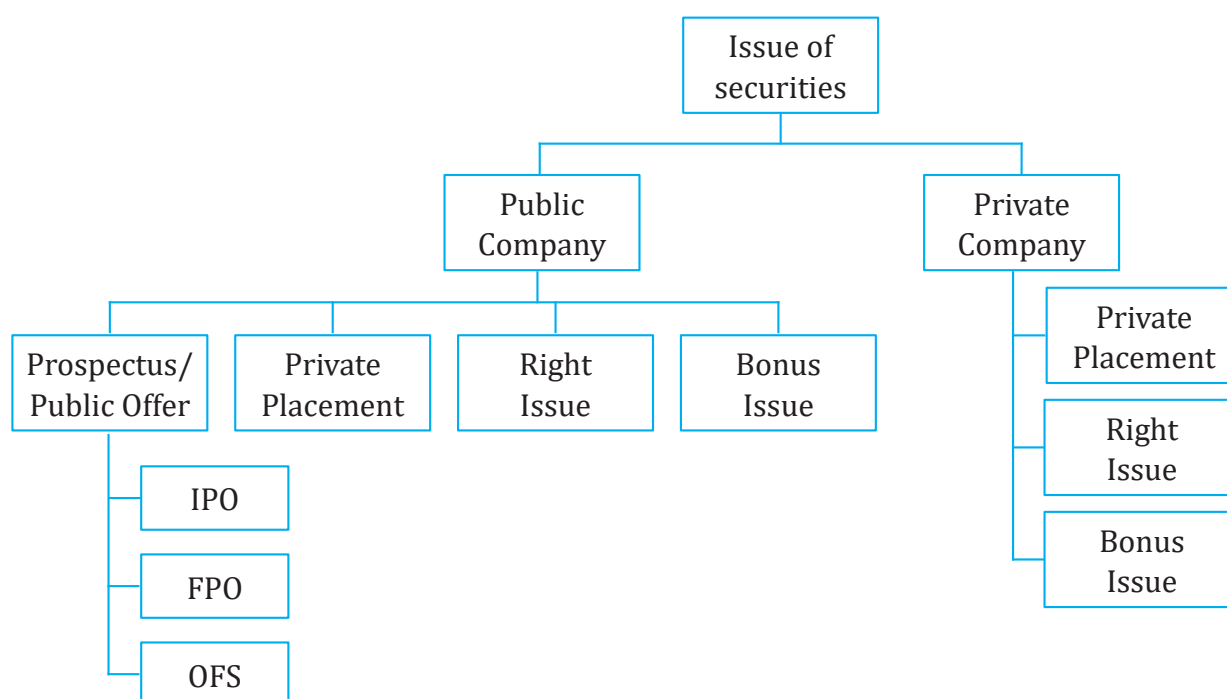 Issue of
securities
Public
Company
Private
Company
Prospectus/
Public Offer
Private
Placement
Right
Issue
Bonus
Issue
IPO
FPO
OFS
Private
Placement
Right
Issue
Bonus
Issue